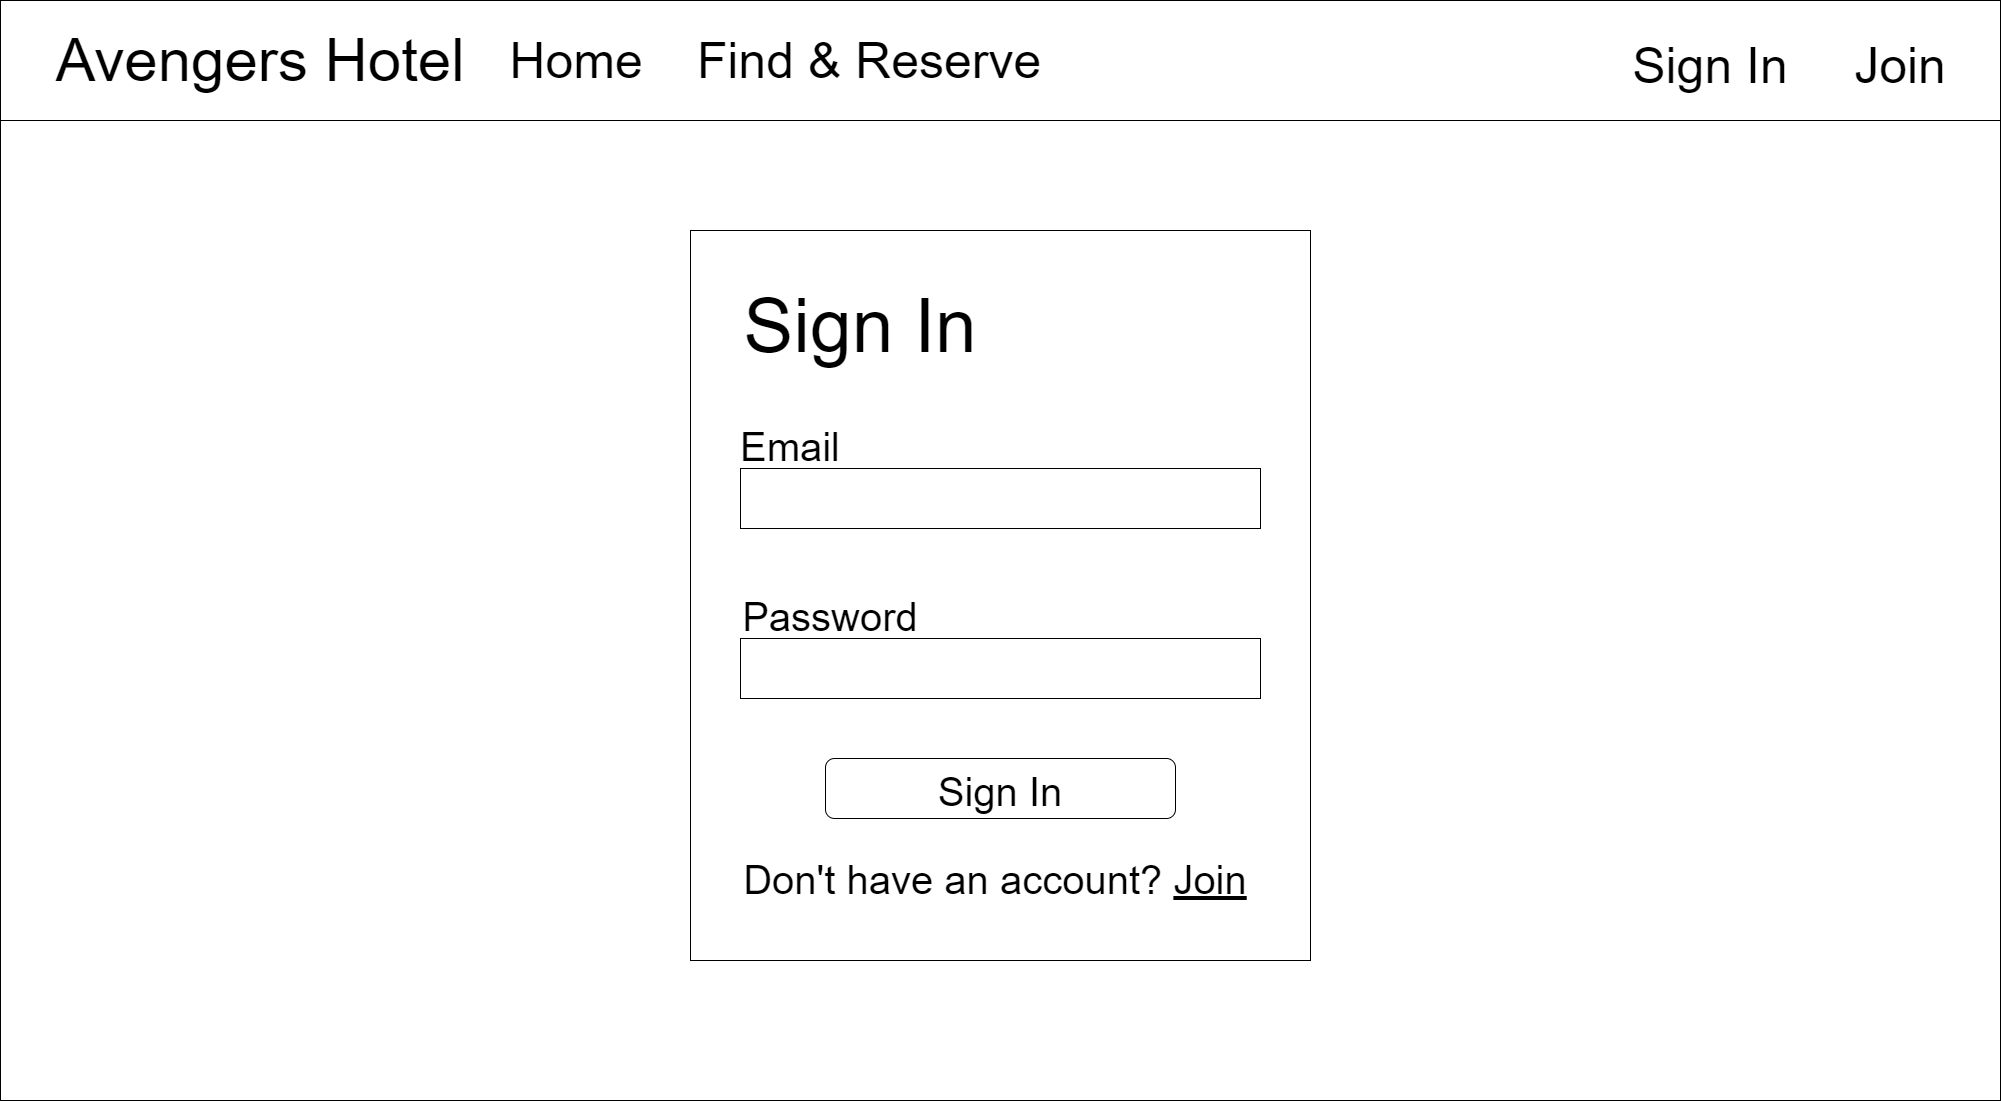 Avengers Hotel Home Find & Reserve Sign In Join
Sign In
Email
Password
Sign In
Don't have an account? Join